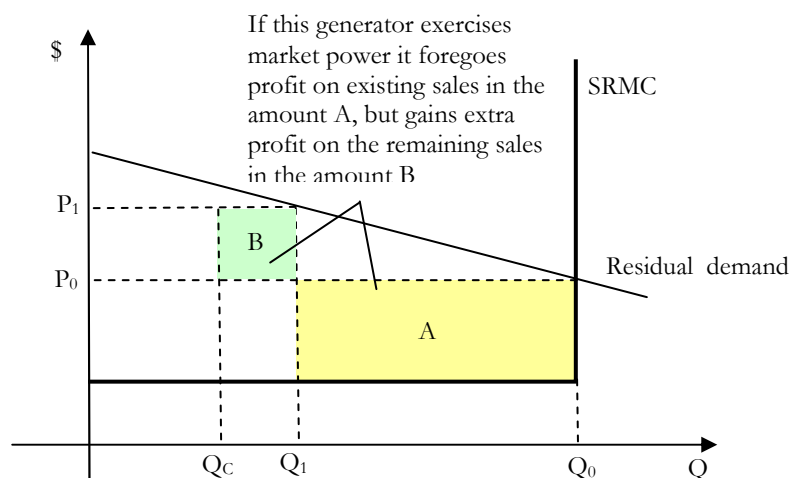 If this generator exercises
market power it foregoes
profit on existing sales in the
amount A, but gains extra
profit on the remaining sales
in the amount B
$
SRMC
P1
B
P0
Residual demand
A
QC
Q1
Q0
Q